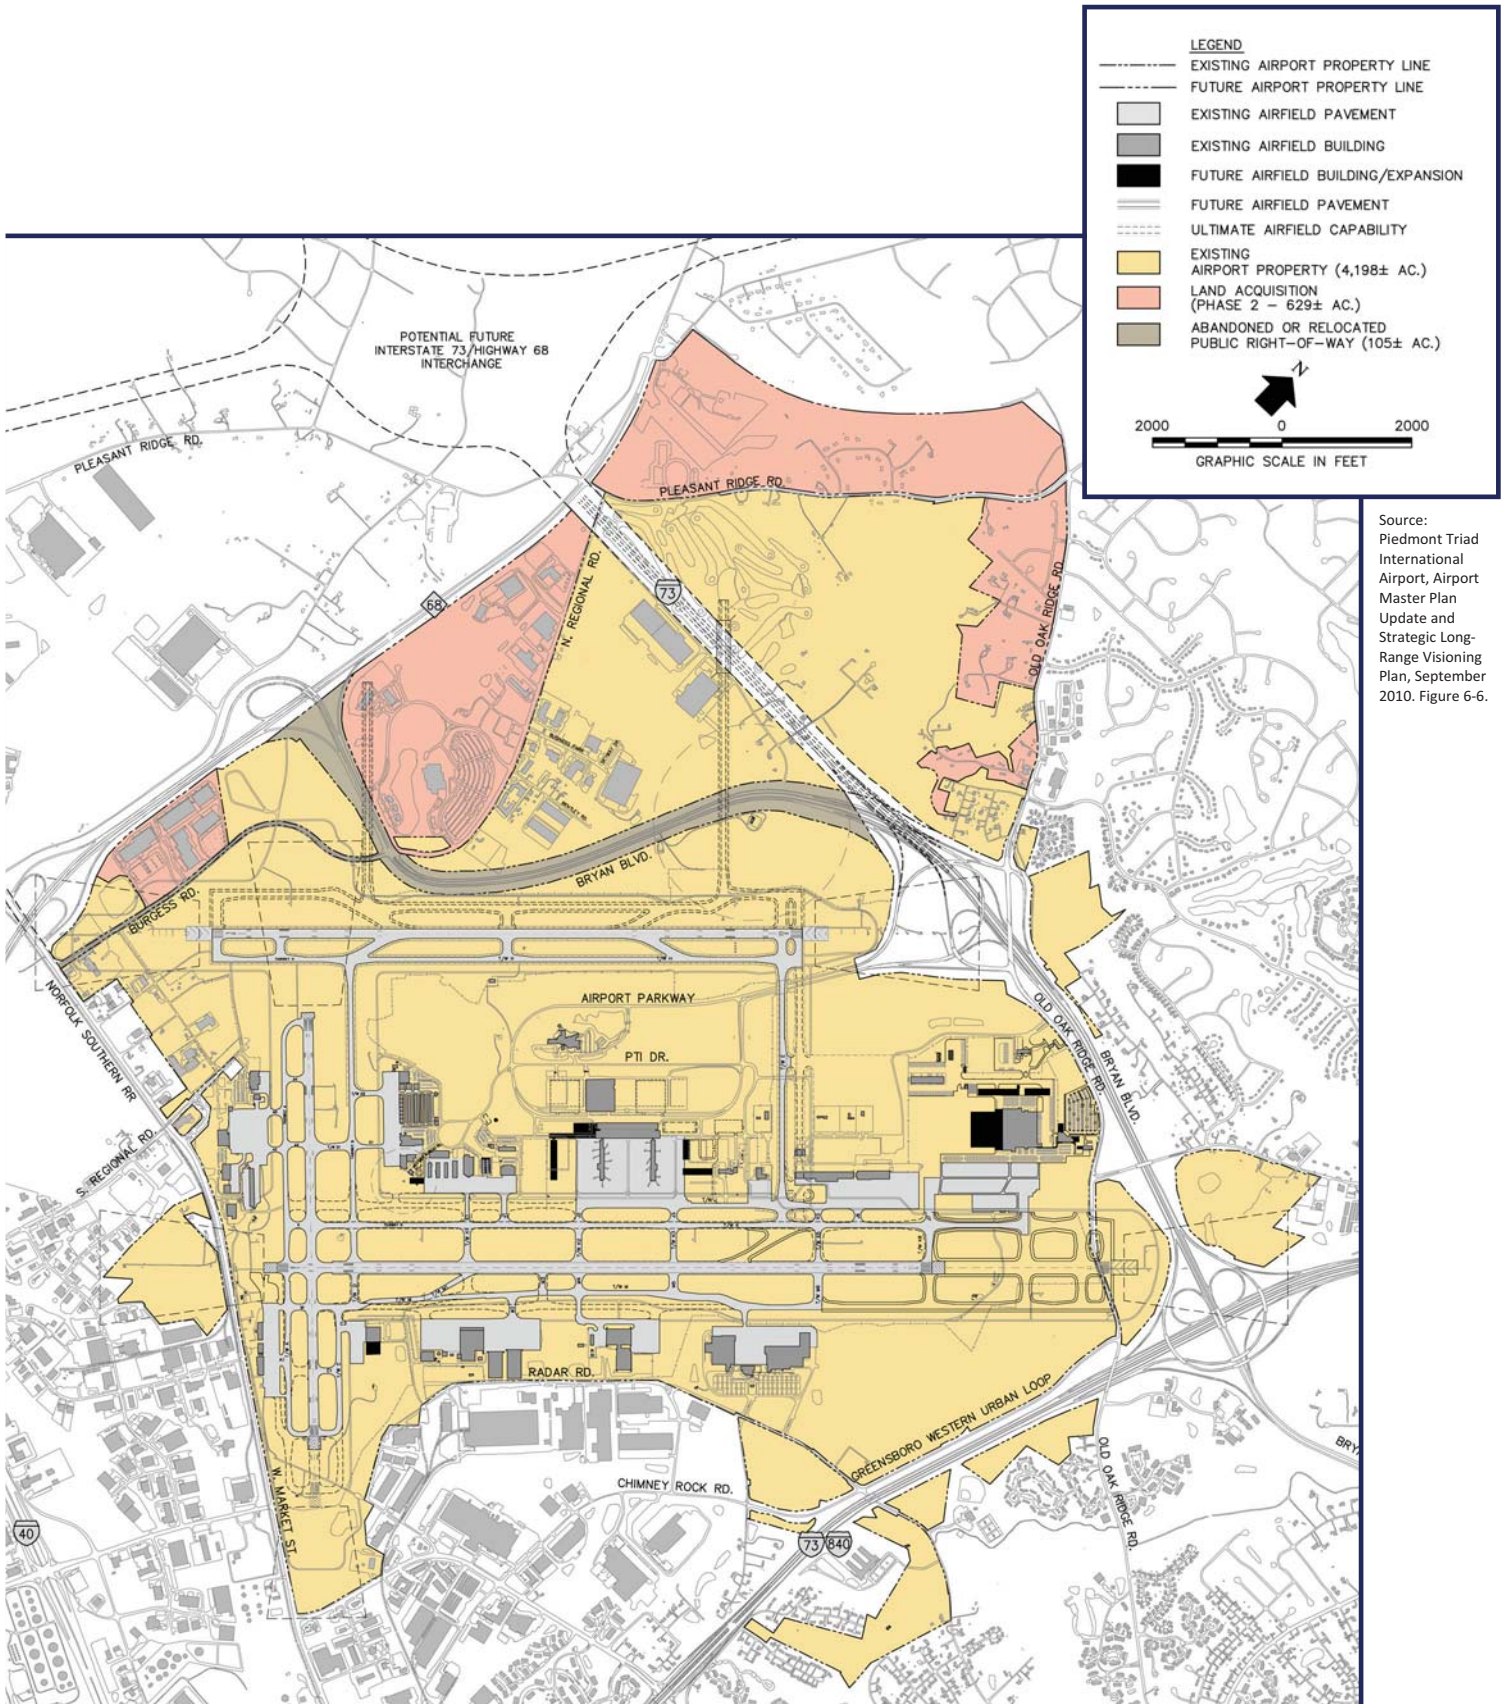 LEGEND
EXISTING AIRPORT PROPERTY LINE
FUTURE AIRPORT PROPERTY LINE
EXISTING AIRFIELD PAVEMENT
EXISTING AIRFIELD BUILDING
FUTURE AIRFIELD BUILDING/EXPANSION
FUTURE AIRFIELD PAVEMENT
ULTIMATE AIRFIELD CAPABILITY
EXISTING
AIRPORT PROPERTY (4,198± AC.)
LAND ACQUISITION
(PHASE 2 - 629± AC.)
ABANDONED OR RELOCATED
PUBLIC RIGHT-OF-WAY (105± AC.)
N
2000 0 2000
GRAPHIC SCALE IN FEET
Source:
Piedmont Triad
International
Airport, Airport
Master Plan
Update and
Strategic Long-
Range Visioning
Plan, September
2010. Figure 6-6.
POTENTIAL FUTURE
INTERSTATE 73/HIGHWAY 68
INTERCHANGE
PLEASANT RIDGE RD.
PLEASANT RIDGE RD.
68
N. REGIONAL RD.
73
OLD OAK RIDGE RD.
BRYAN BLVD.
BURGESS RD.
NORFOLK SOUTHERN RR
AIRPORT PARKWAY
PTI DR.
OLD OAK RIDGE RD.
BRYAN BLVD.
S. REGIONAL RD.
RADAR RD.
GREENSBORO WESTERN URBAN LOOP
BRY
OLD OAK RIDGE RD.
CHIMNEY ROCK RD.
W. MARKET ST.
40
73
840